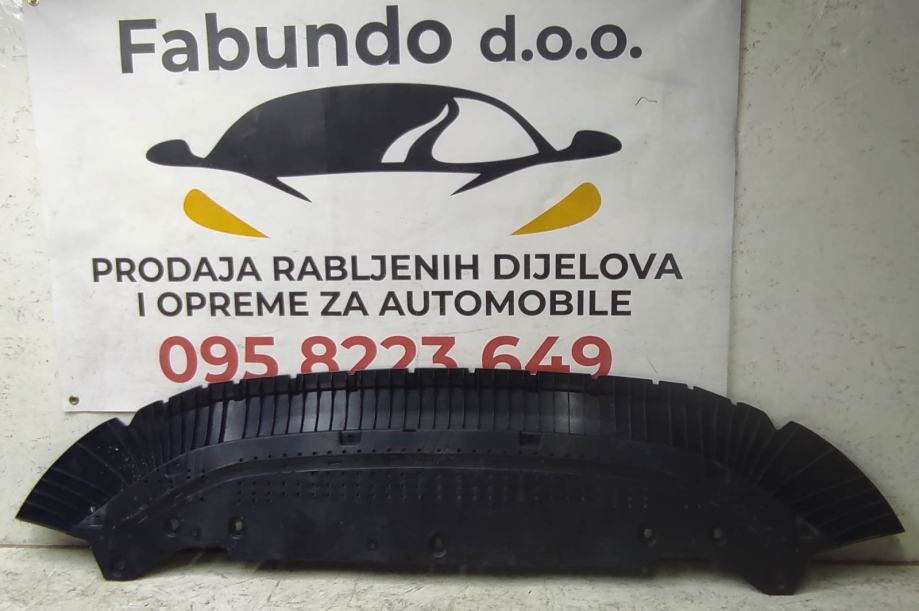 Fabundo d.o.o.
PRODAJA RABLJENIH DIJELOVA
I OPREME ZA AUTOMOBILE
095 8223 649